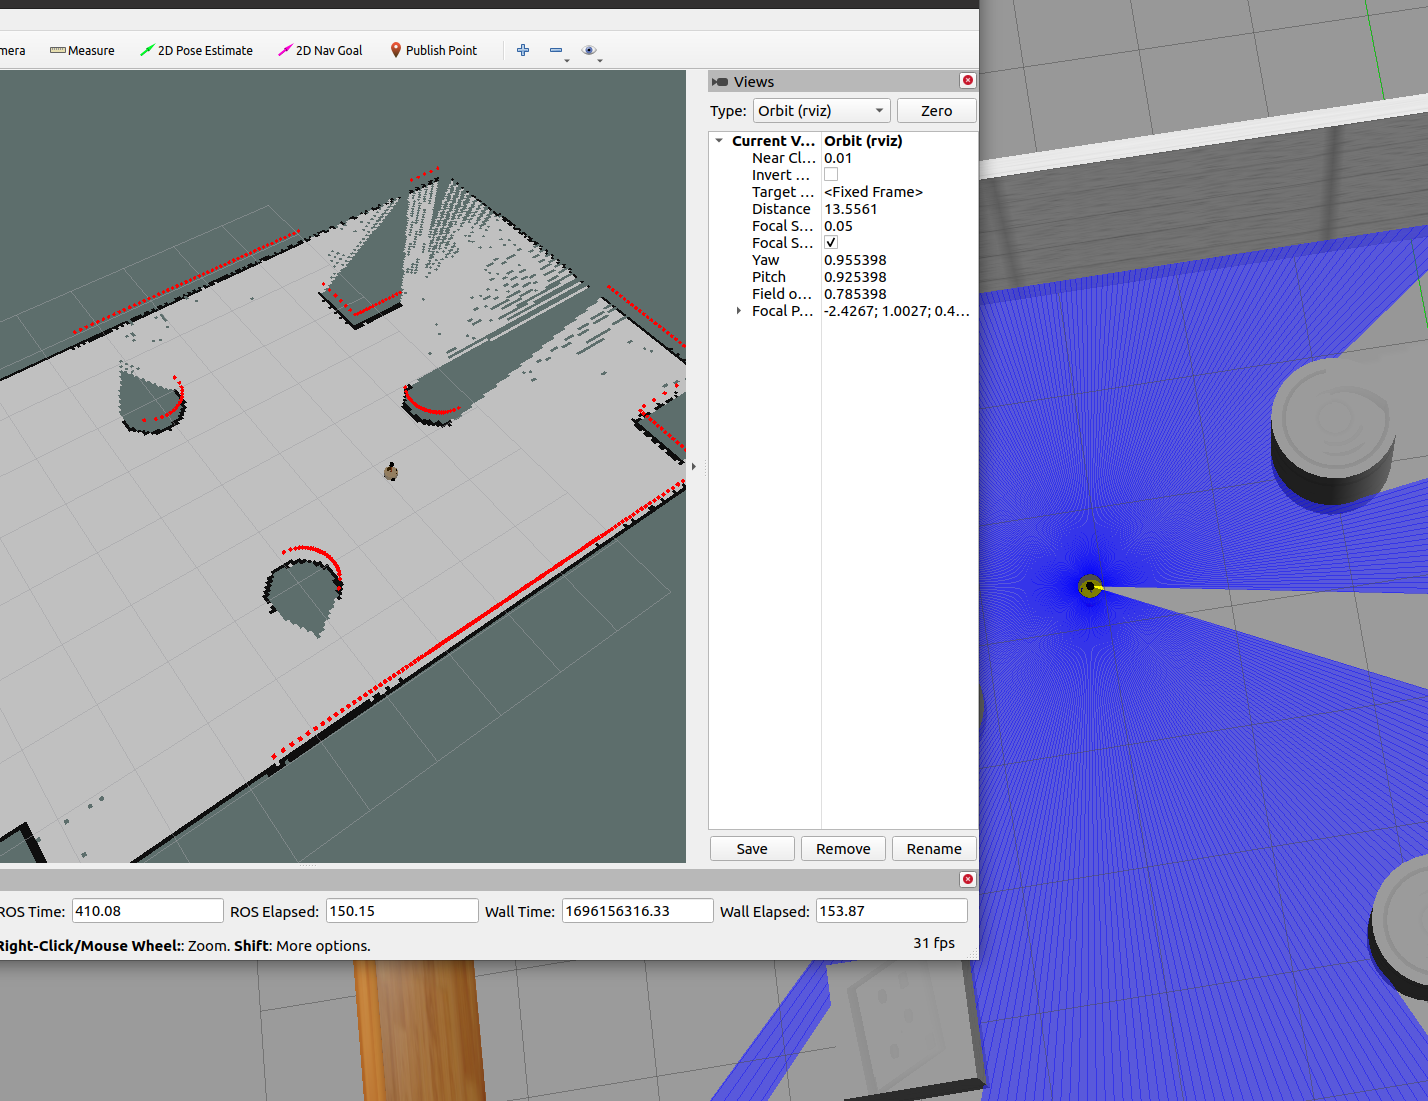 mera Measure 2D Pose Estimate 2D Nav Goal Publish Point
Views
Type: Orbit (rviz) Zero
Current V... Orbit (rviz)
Near Cl... 0.01
Invert ...
Target ... <Fixed Frame>
Distance 13.5561
Focal S... 0.05
Focal S...
Yaw 0.955398
Pitch 0.925398
Field o... 0.785398
Focal P... -2.4267; 1.0027; 0.4...
Save Remove Rename
ROS Time: 410.08 ROS Elapsed: 150.15 Wall Time: 1696156316.33 Wall Elapsed: 153.87
Right-Click/Mouse Wheel:: Zoom. Shift: More options. 31 fps